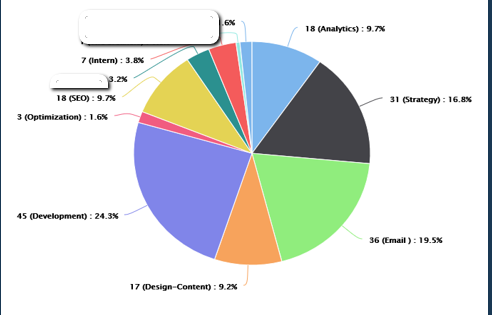 .6%
18 (Analytics) : 9.7%
7 (Intern) : 3.8%
3.2%
31 (Strategy) : 16.8%
18 (SEO) : 9.7%
3 (Optimization) : 1.6%
45 (Development) : 24.3%
36 (Email ) : 19.5%
17 (Design-Content) : 9.2%